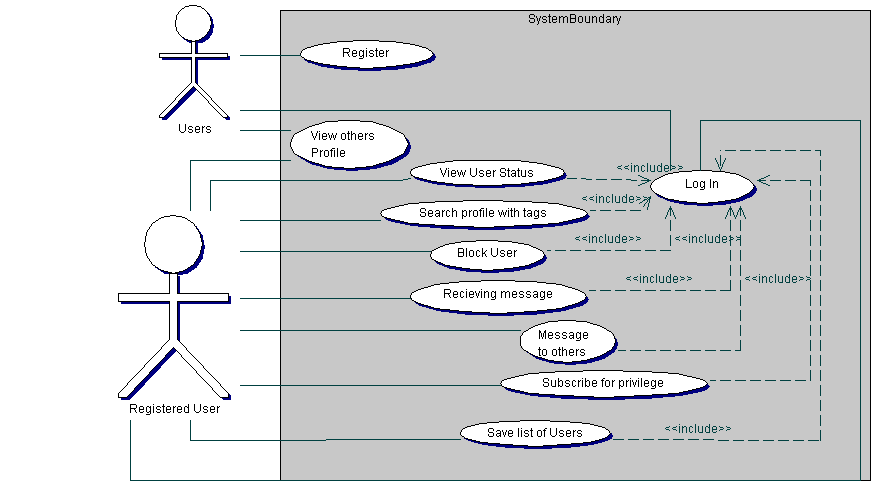 SystemBoundary
Register
Users
View others
Profile
View User Status
<<include>>
Log In
Search profile with tags
<<include>>
Block User
<<include>>
<<include>>
Recieving message
<<include>>
<<include>>
Message
to others
Subscribe for privilege
Registered User
Save list of Users
<<include>>